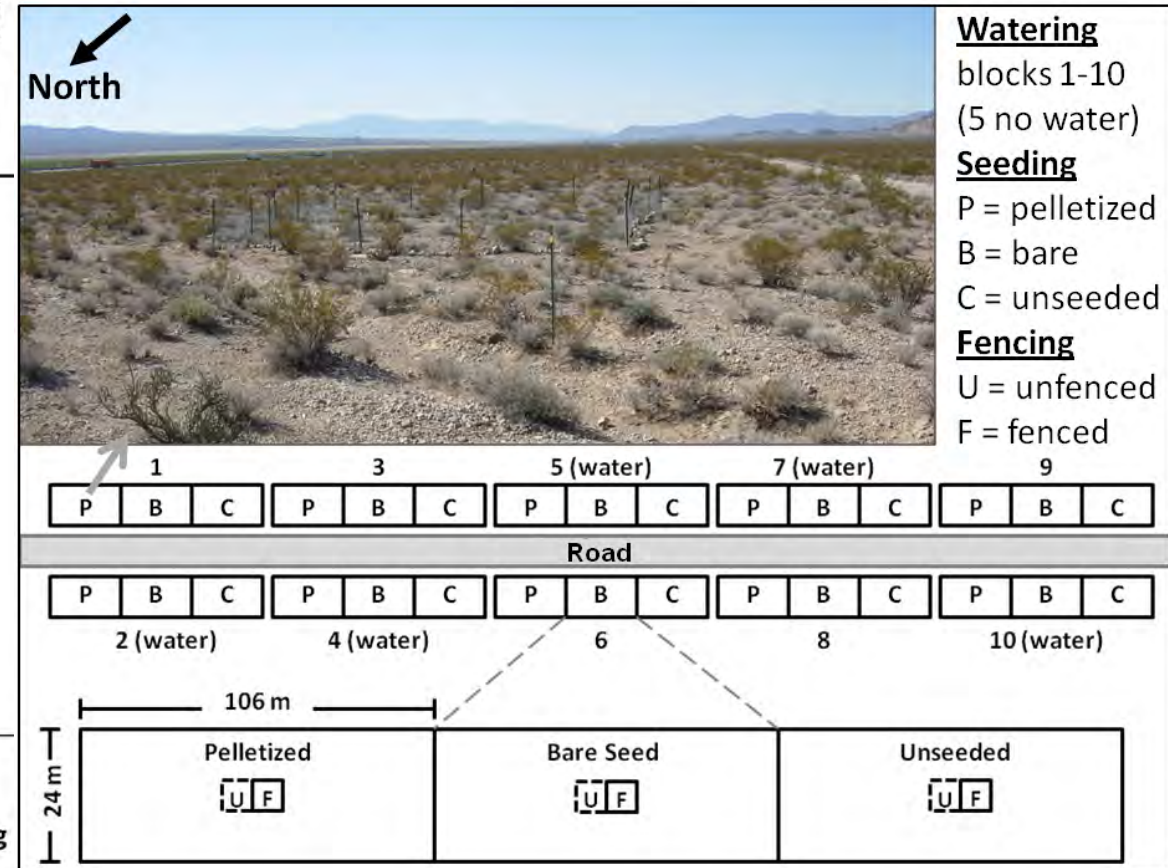 North
Watering
blocks 1-10
(5 no water)
Seeding
P = pelletized
B = bare
C = unseeded
Fencing
U = unfenced
F = fenced
1 3 5 (water) 7 (water) 9
P B C P B C P B C P B C P B C
Road
P B C P B C P B C P B C P B C
2 (water) 4 (water) 6 8 10 (water)
106 m
24 m
Pelletized Bare Seed Unseeded
U F U F U F
g